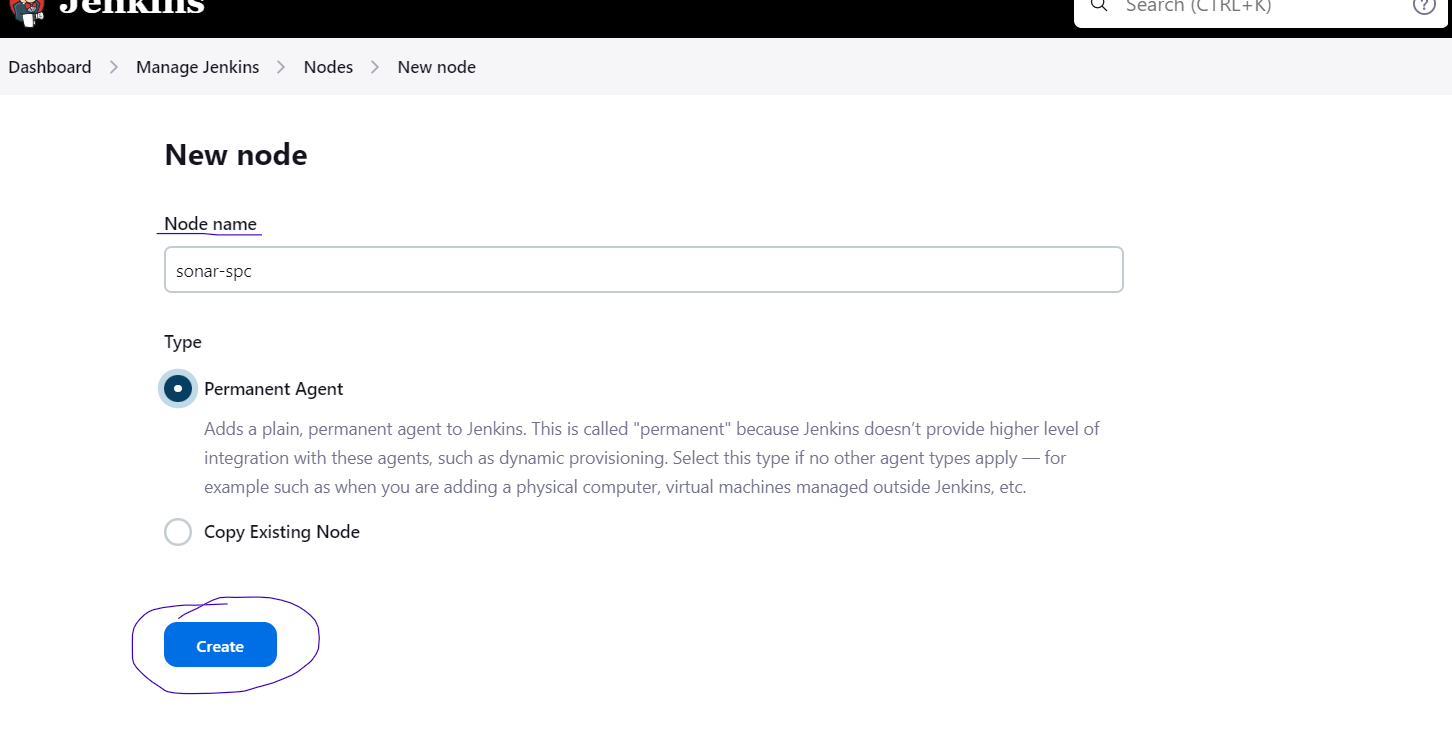 Jenkins
Search (CTRL+K)
?
Dashboard > Manage Jenkins > Nodes > New node
New node
Node name
sonar-spc
Type
Permanent Agent
Adds a plain, permanent agent to Jenkins. This is called "permanent" because Jenkins doesn’t provide higher level of
integration with these agents, such as dynamic provisioning. Select this type if no other agent types apply — for
example such as when you are adding a physical computer, virtual machines managed outside Jenkins, etc.
Copy Existing Node
Create